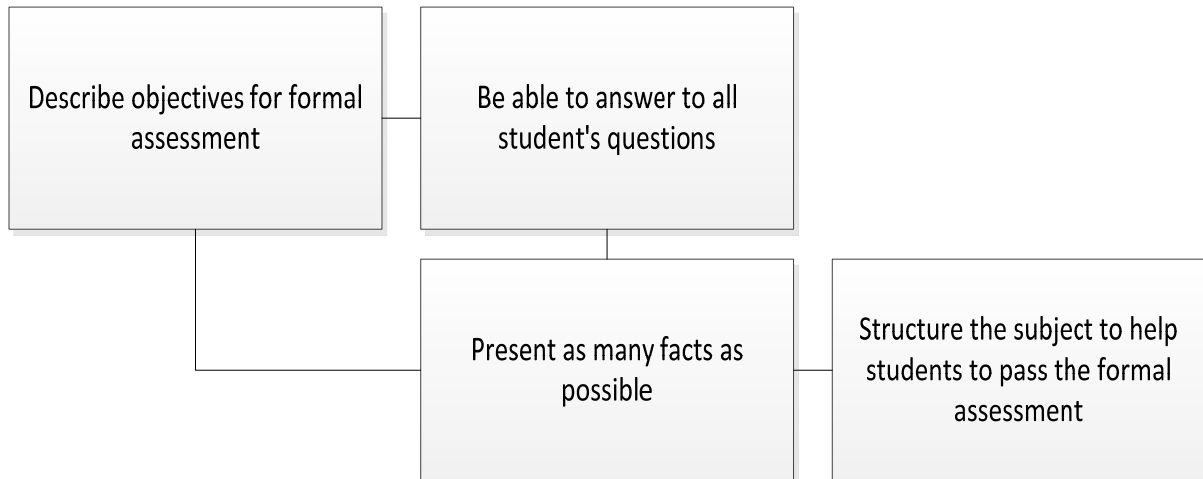 Describe objectives for formal
assessment
Be able to answer to all
student's questions
Present as many facts as
possible
Structure the subject to help
students to pass the formal
assessment